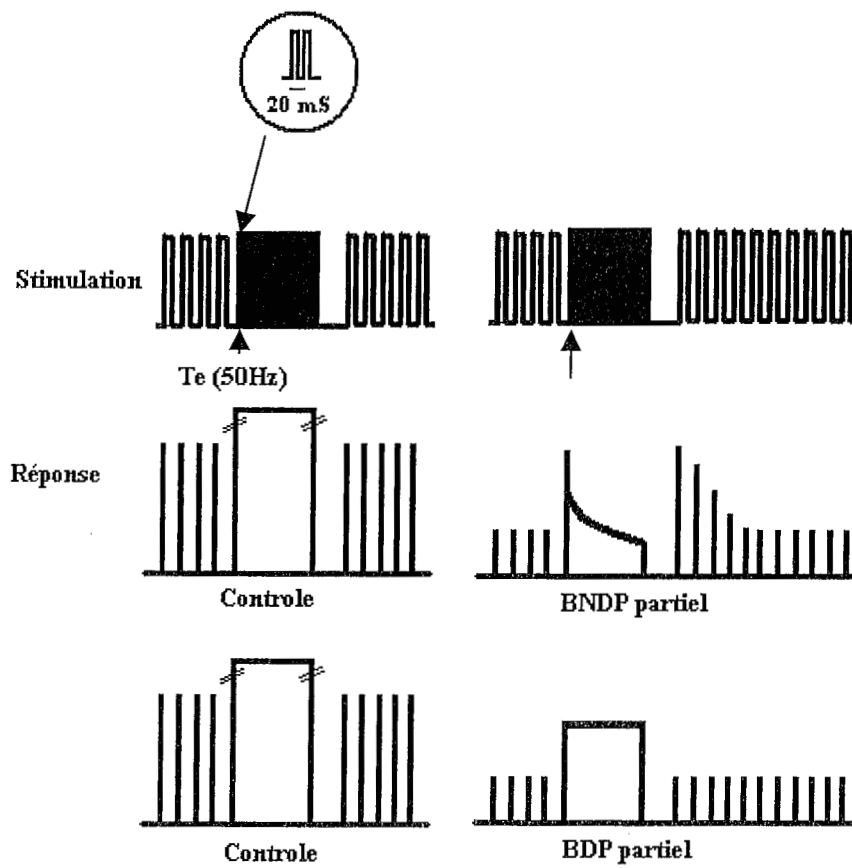 20 mS
Stimulation
Te (50Hz)
Réponse
Controle
BNDP partiel
Controle
BDP partiel